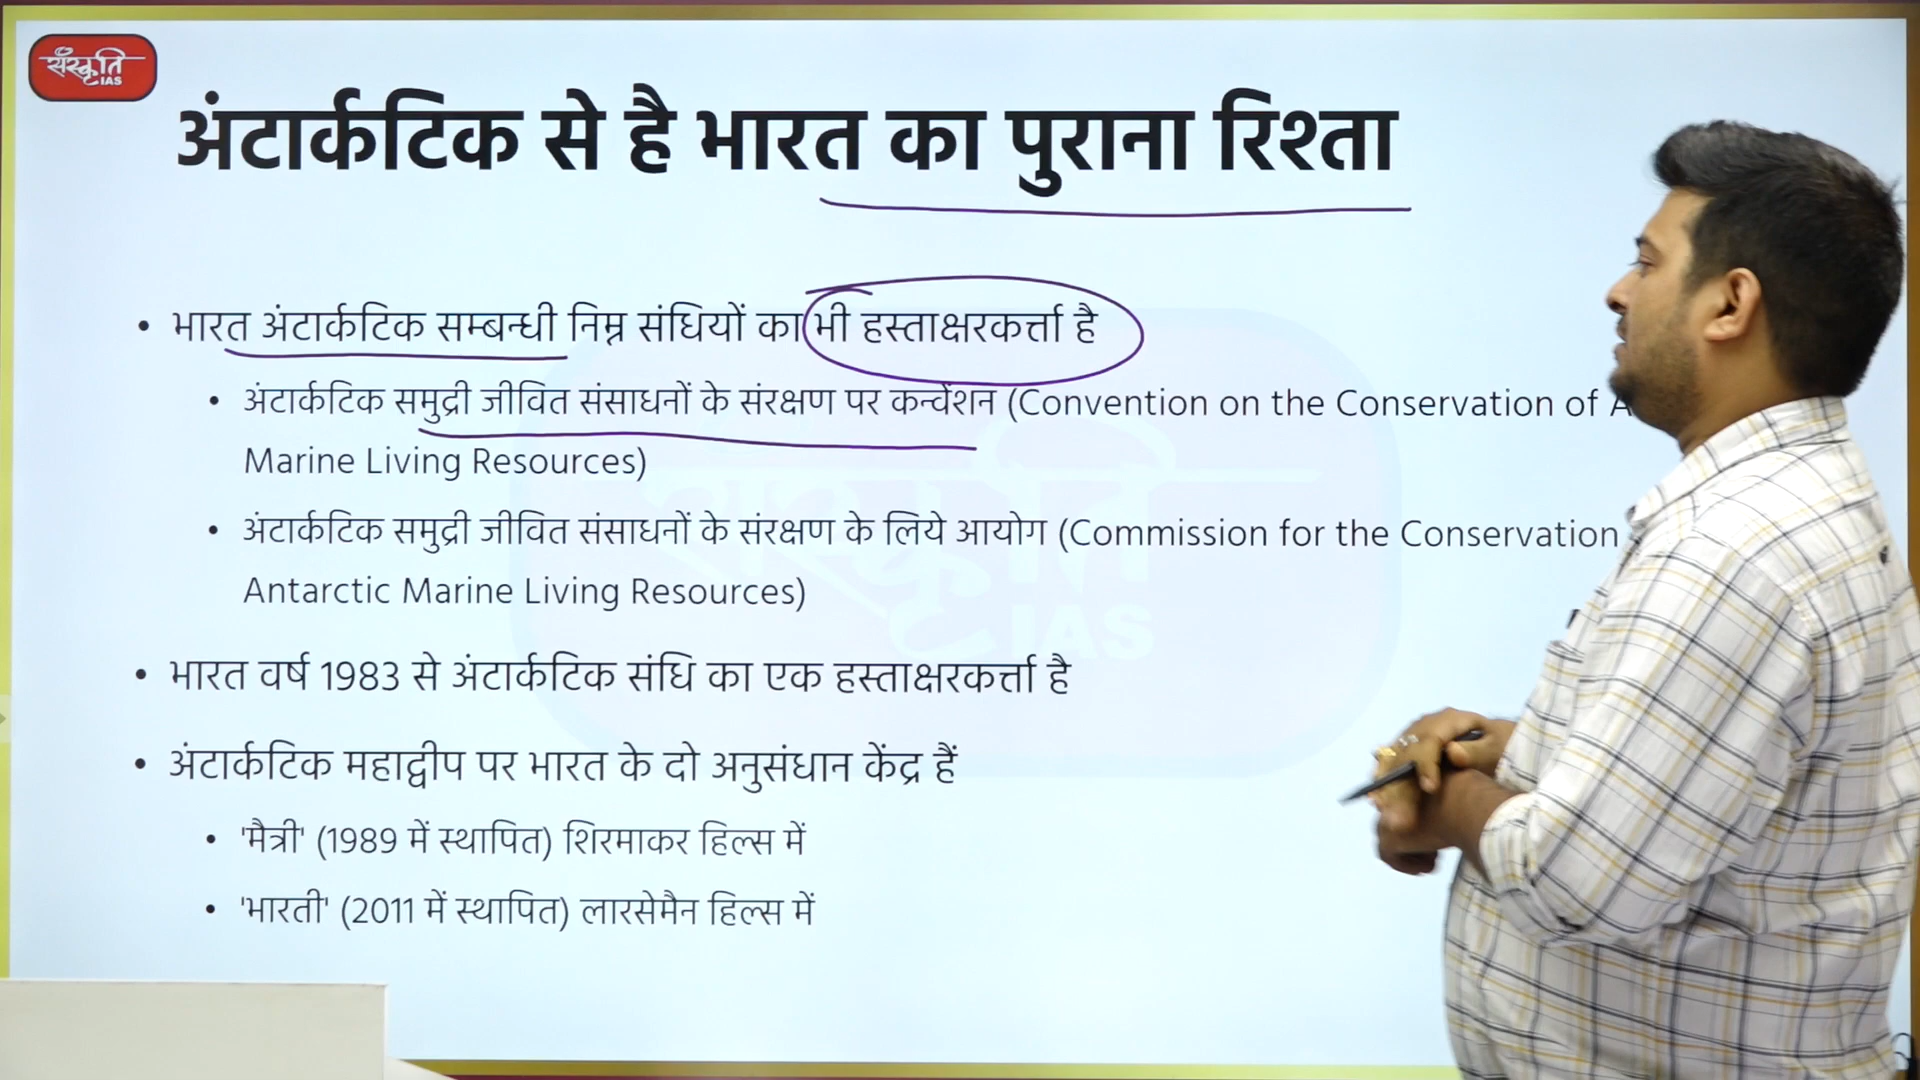 संस्कृति
IAS
अंटार्कटिक से है भारत का पुराना रिश्ता
• भारत अंटार्कटिक सम्बन्धी निम्न संधियों का भी हस्ताक्षरकर्त्ता है
• अंटार्कटिक समुद्री जीवित संसाधनों के संरक्षण पर कन्वेंशन (Convention on the Conservation of
Marine Living Resources)
• अंटार्कटिक समुद्री जीवित संसाधनों के संरक्षण के लिये आयोग (Commission for the Conservation
Antarctic Marine Living Resources)
• भारत वर्ष 1983 से अंटार्कटिक संधि का एक हस्ताक्षरकर्त्ता है
• अंटार्कटिक महाद्वीप पर भारत के दो अनुसंधान केंद्र हैं
• 'मैत्री' (1989 में स्थापित) शिरमाकर हिल्स में
• 'भारती' (2011 में स्थापित) लारसेमैन हिल्स में
संस्कृति
IAS